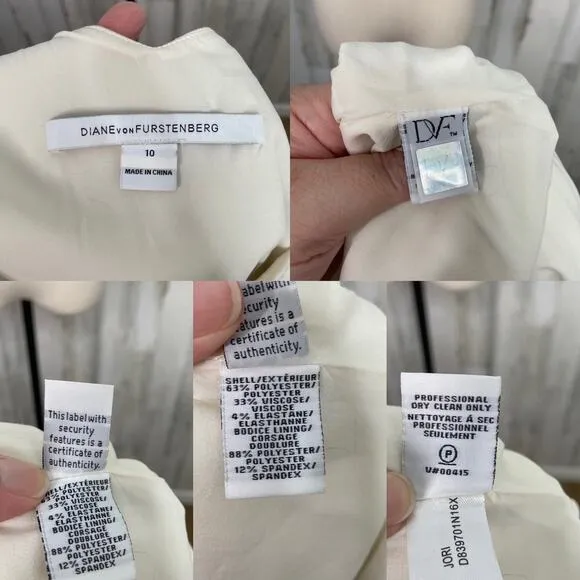 DIANE VON FURSTENBERG
10
MADE IN CHINA
DVF™
This label with
security
features is a
certificate of
authenticity.
SHELL/EXTÉRIEUR
63% POLYESTER/
POLYESTER
33% VISCOSE/
VISCOSE
4% ELASTANE/
ELASTHANNE
BODICE LINING/
CORSAGE
DOUBLURE
88% POLYESTER/
POLYESTER
12% SPANDEX/
SPANDEX
security
features is a
certificate of
authenticity.
SHELL/EXTÉRIEUR
63% POLYESTER/
POLYESTER
33% VISCOSE/
VISCOSE
4% ELASTANE/
ELASTHANNE
BODICE LINING/
CORSAGE
DOUBLURE
88% POLYESTER/
POLYESTER
12% SPANDEX/
SPANDEX
PROFESSIONAL
DRY CLEAN ONLY
NETTOYAGE À SEC
PROFESSIONNEL
SEULEMENT
P
V#00415
JORI
D839701N16X